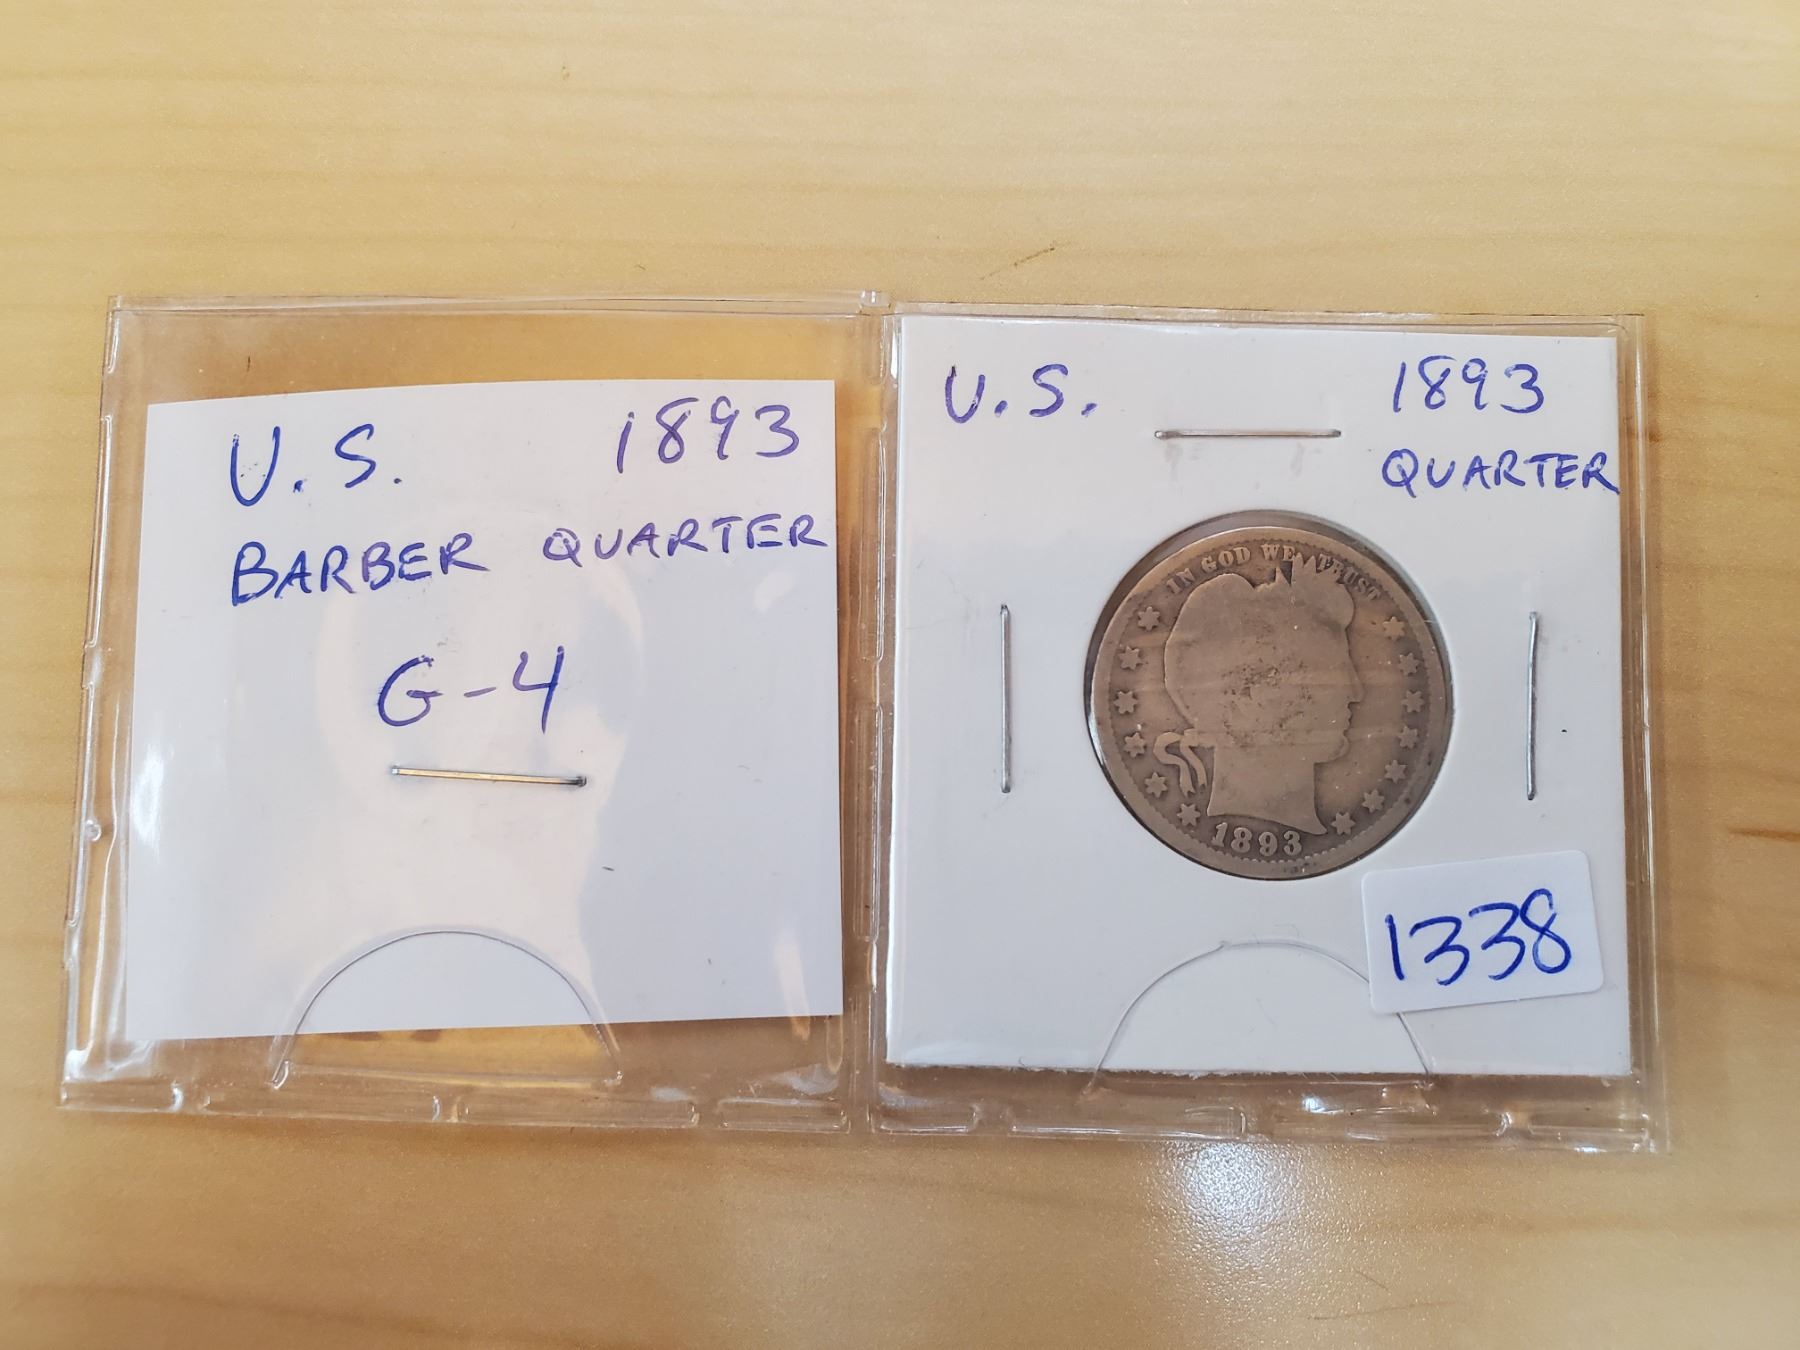 U.S. 1893
BARBER QUARTER
G-4
U.S. 1893
QUARTER
IN GOD WE TRUST
1893
1338